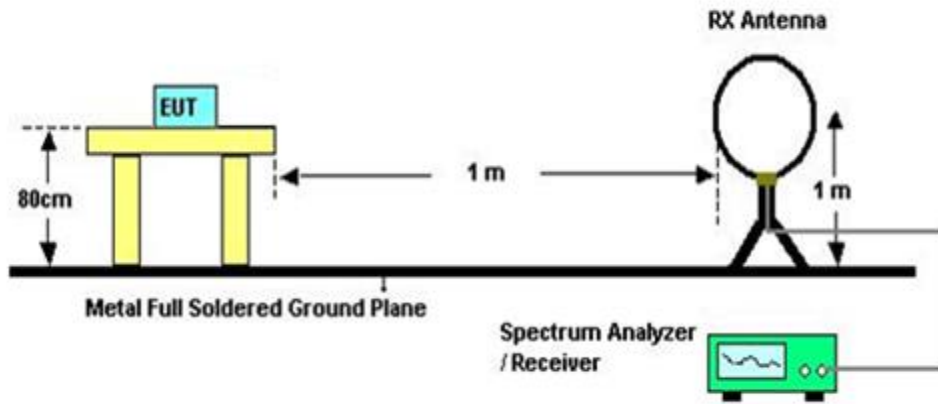 RX Antenna
EUT
1 m
80cm
1 m
Metal Full Soldered Ground Plane
Spectrum Analyzer
/ Receiver